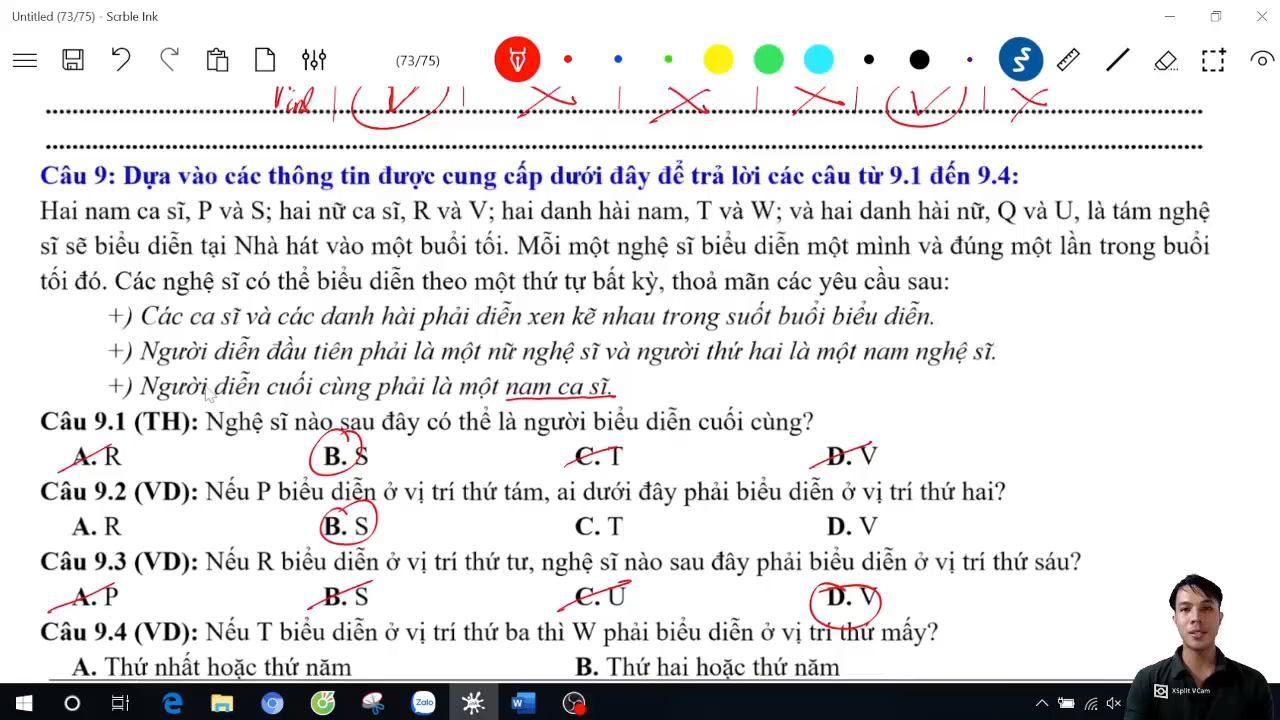 Untitled (73/75) - Scrble Ink
(73/75)
Câu 9: Dựa vào các thông tin được cung cấp dưới đây để trả lời các câu từ 9.1 đến 9.4:
Hai nam ca sĩ, P và S; hai nữ ca sĩ, R và V; hai danh hài nam, T và W; và hai danh hài nữ, Q và U, là tám nghệ
sĩ sẽ biểu diễn tại Nhà hát vào một buổi tối. Mỗi một nghệ sĩ biểu diễn một mình và đúng một lần trong buổi
tối đó. Các nghệ sĩ có thể biểu diễn theo một thứ tự bất kỳ, thoả mãn các yêu cầu sau:
+) Các ca sĩ và các danh hài phải diễn xen kẽ nhau trong suốt buổi biểu diễn.
+) Người diễn đầu tiên phải là một nữ nghệ sĩ và người thứ hai là một nam nghệ sĩ.
+) Người diễn cuối cùng phải là một nam ca sĩ.
Câu 9.1 (TH): Nghệ sĩ nào sau đây có thể là người biểu diễn cuối cùng?
A. R B. S C. T D. V
Câu 9.2 (VD): Nếu P biểu diễn ở vị trí thứ tám, ai dưới đây phải biểu diễn ở vị trí thứ hai?
A. R B. S C. T D. V
Câu 9.3 (VD): Nếu R biểu diễn ở vị trí thứ tư, nghệ sĩ nào sau đây phải biểu diễn ở vị trí thứ sáu?
A. P B. S C. U D. V
Câu 9.4 (VD): Nếu T biểu diễn ở vị trí thứ ba thì W phải biểu diễn ở vị trí thứ mấy?
A. Thứ nhất hoặc thứ năm B. Thứ hai hoặc thứ năm
XSplit VCam
Zalo